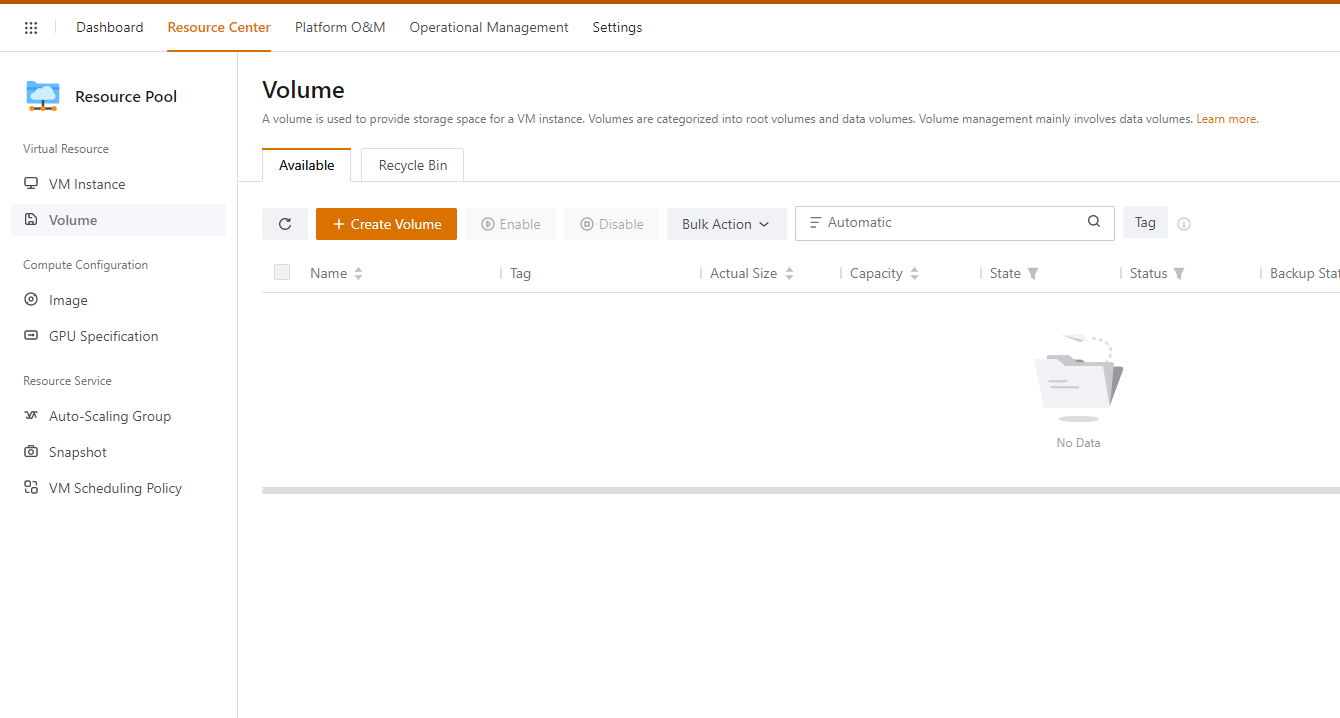 Dashboard Resource Center Platform O&M Operational Management Settings
Resource Pool
Virtual Resource
VM Instance
Volume
Compute Configuration
Image
GPU Specification
Resource Service
Auto-Scaling Group
Snapshot
VM Scheduling Policy
Volume
A volume is used to provide storage space for a VM instance. Volumes are categorized into root volumes and data volumes. Volume management mainly involves data volumes. Learn more.
Available Recycle Bin
Create Volume Enable Disable Bulk Action Automatic Tag
Name Tag Actual Size Capacity State Status Backup
No Data